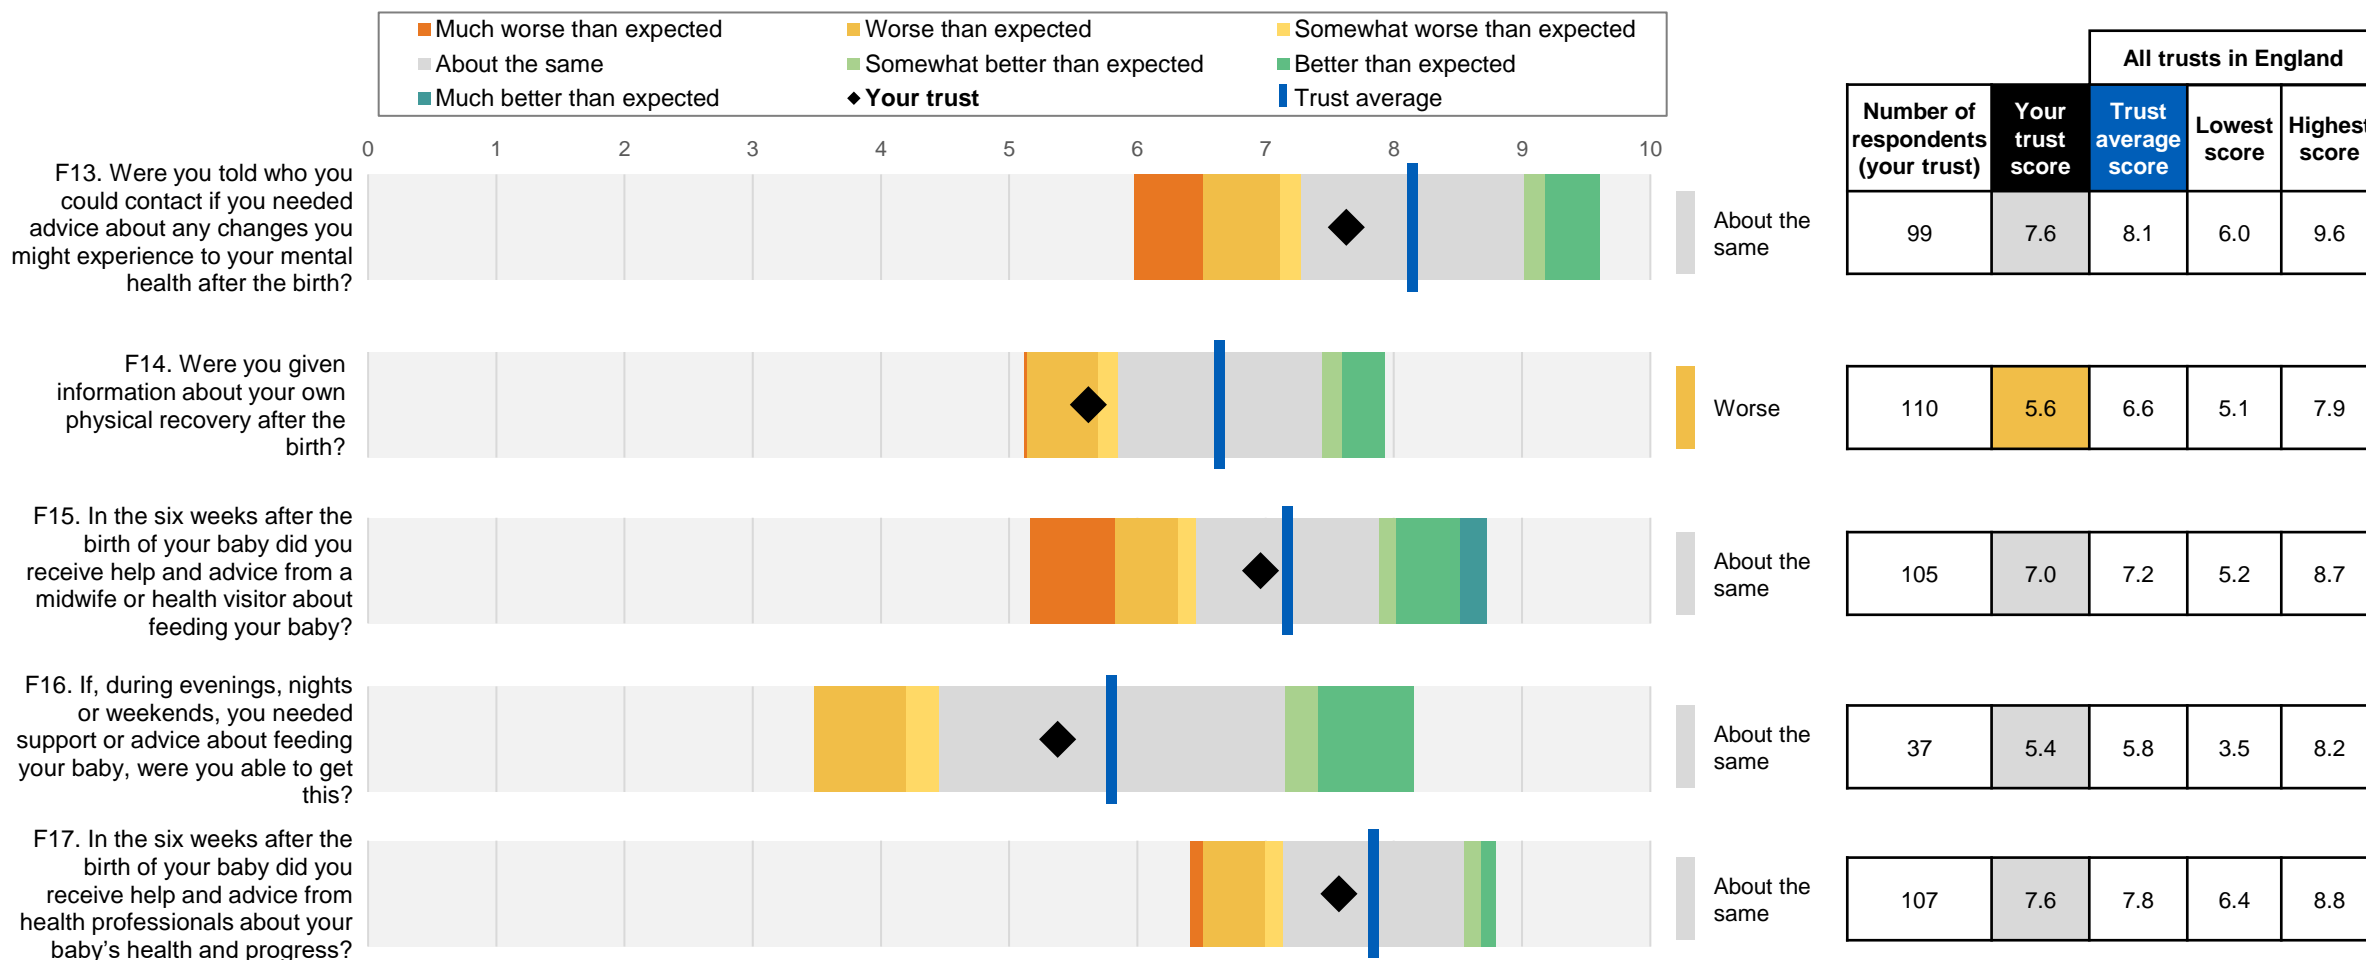 Much worse than expected
Worse than expected
Somewhat worse than expected
About the same
Somewhat better than expected
Better than expected
Much better than expected
Your trust
Trust average
All trusts in England
Number of
respondents
(your trust)
Your
trust
score
Trust
average
score
Lowest
score
Highest
score
0 1 2 3 4 5 6 7 8 9 10
F13. Were you told who you
could contact if you needed
advice about any changes you
might experience to your mental
health after the birth?
About the
same
99 7.6 8.1 6.0 9.6
F14. Were you given
information about your own
physical recovery after the
birth?
Worse
110 5.6 6.6 5.1 7.9
F15. In the six weeks after the
birth of your baby did you
receive help and advice from a
midwife or health visitor about
feeding your baby?
About the
same
105 7.0 7.2 5.2 8.7
F16. If, during evenings, nights
or weekends, you needed
support or advice about feeding
your baby, were you able to get
this?
About the
same
37 5.4 5.8 3.5 8.2
F17. In the six weeks after the
birth of your baby did you
receive help and advice from
health professionals about your
baby’s health and progress?
About the
same
107 7.6 7.8 6.4 8.8